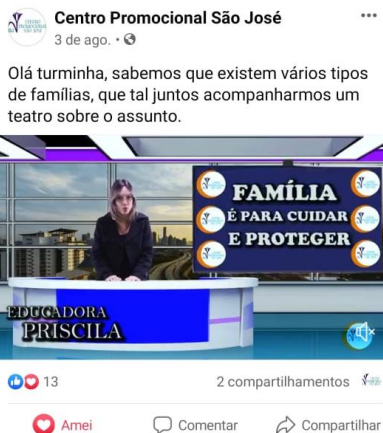 Centro Promocional São José
3 de ago.
Olá turminha, sabemos que existem vários tipos
de famílias, que tal juntos acompanharmos um
teatro sobre o assunto.
FAMÍLIA
É PARA CUIDAR
E PROTEGER
EDUCADORA
PRISCILA
13
2 compartilhamentos
Amei
Comentar
Compartilhar